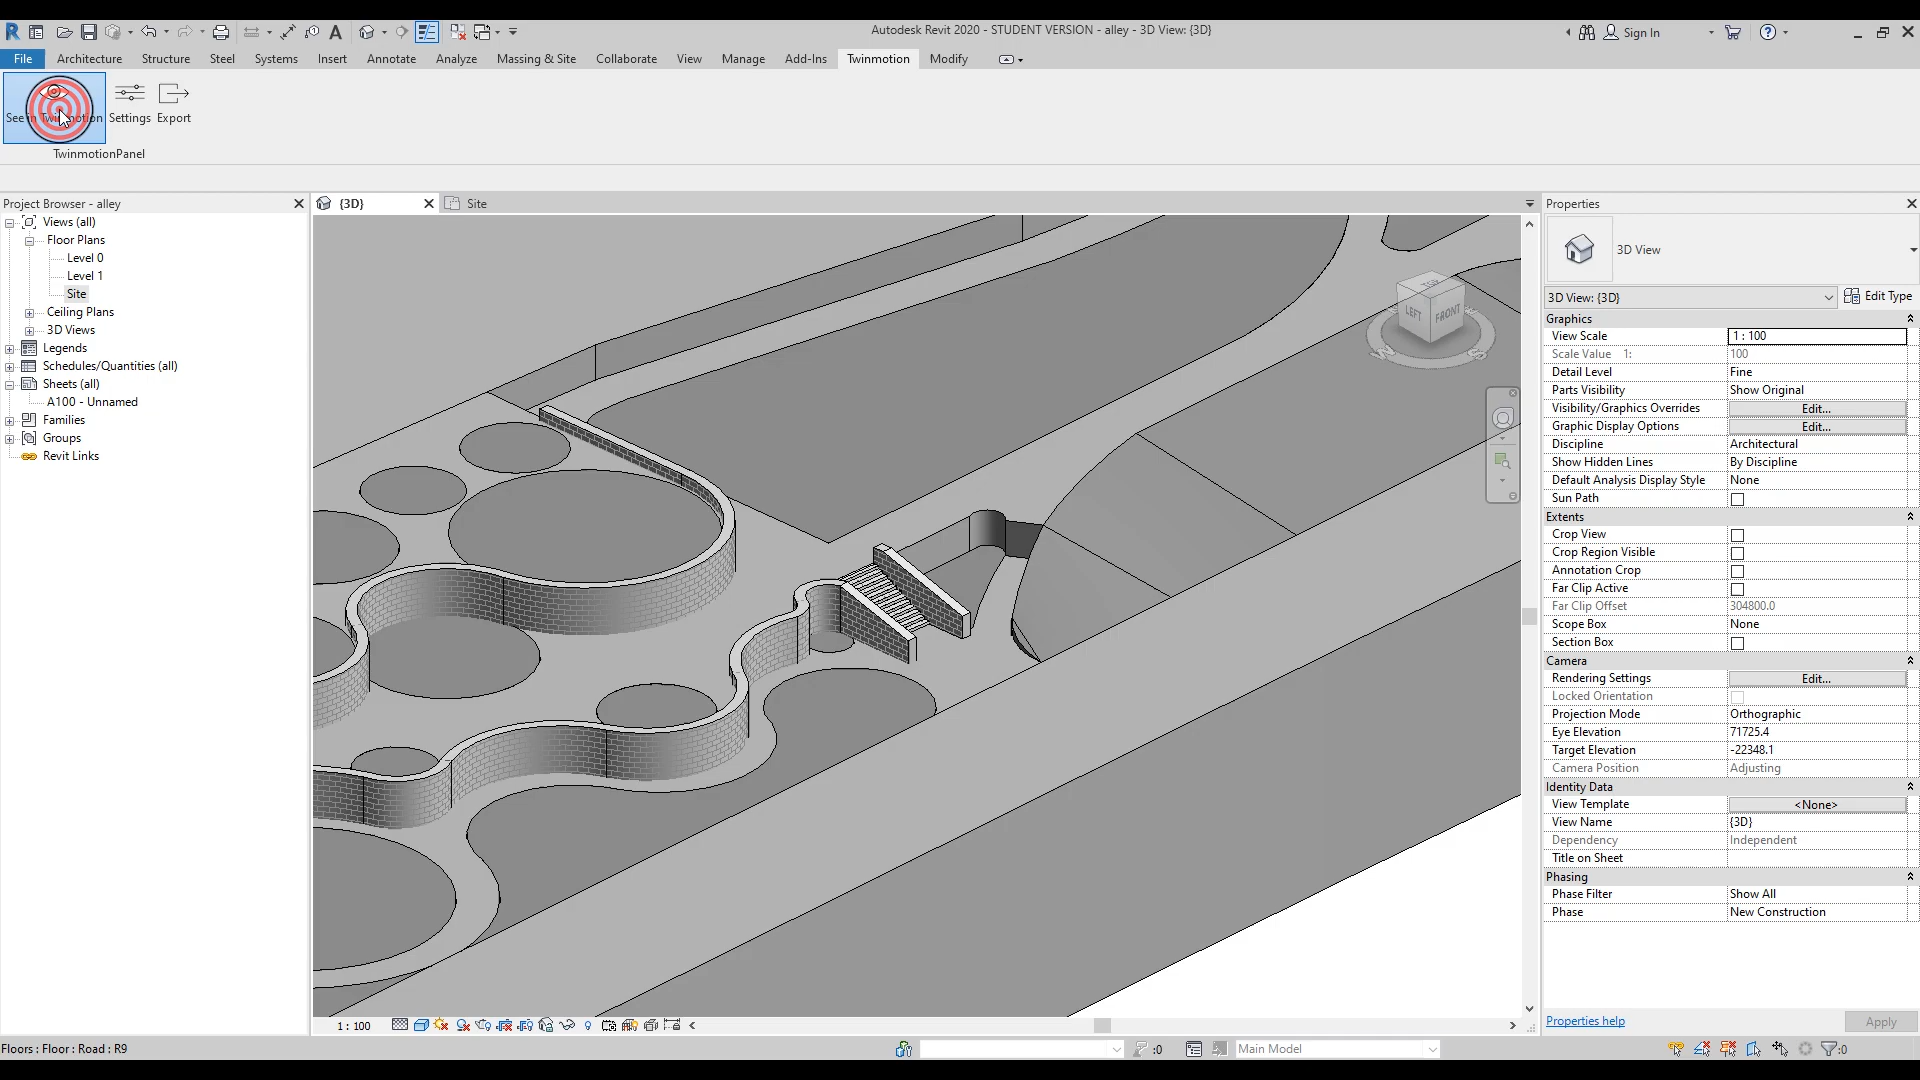 Autodesk Revit 2020 - STUDENT VERSION - alley - 3D View: {3D}
Sign In
File Architecture Structure Steel Systems Insert Annotate Analyze Massing & Site Collaborate View Manage Add-Ins Twinmotion Modify
See in Twinmotion Settings Export
TwinmotionPanel
Project Browser - alley
Views (all)
Floor Plans
Level 0
Level 1
Site
Ceiling Plans
3D Views
Legends
Schedules/Quantities (all)
Sheets (all)
A100 - Unnamed
Families
Groups
Revit Links
{3D} Site
LEFT FRONT
Properties
3D View
3D View: {3D} Edit Type
Graphics
View Scale 1 : 100
Scale Value 1: 100
Detail Level Fine
Parts Visibility Show Original
Visibility/Graphics Overrides Edit...
Graphic Display Options Edit...
Discipline Architectural
Show Hidden Lines By Discipline
Default Analysis Display Style None
Sun Path
Extents
Crop View
Crop Region Visible
Annotation Crop
Far Clip Active
Far Clip Offset 304800.0
Scope Box None
Section Box
Camera
Rendering Settings Edit...
Locked Orientation
Projection Mode Orthographic
Eye Elevation 71725.4
Target Elevation -22348.1
Camera Position Adjusting
Identity Data
View Template <None>
View Name {3D}
Dependency Independent
Title on Sheet
Phasing
Phase Filter Show All
Phase New Construction
Properties help Apply
1 : 100
Floors : Floor : Road : R9
:0
Main Model
:0